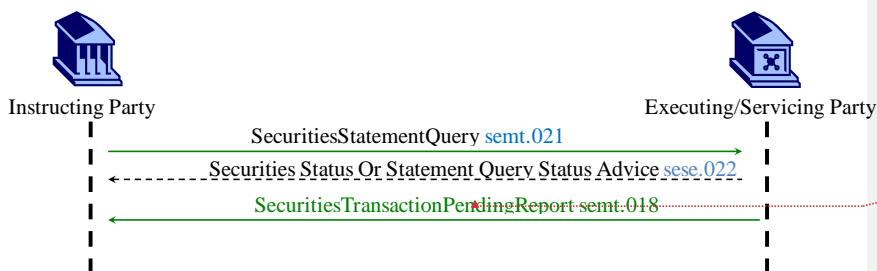 Instructing Party
Executing/Servicing Party
SecuritiesStatementQuery semt.021
Securities Status Or Statement Query Status Advice sese.022
SecuritiesTransactionPendingReport semt.018